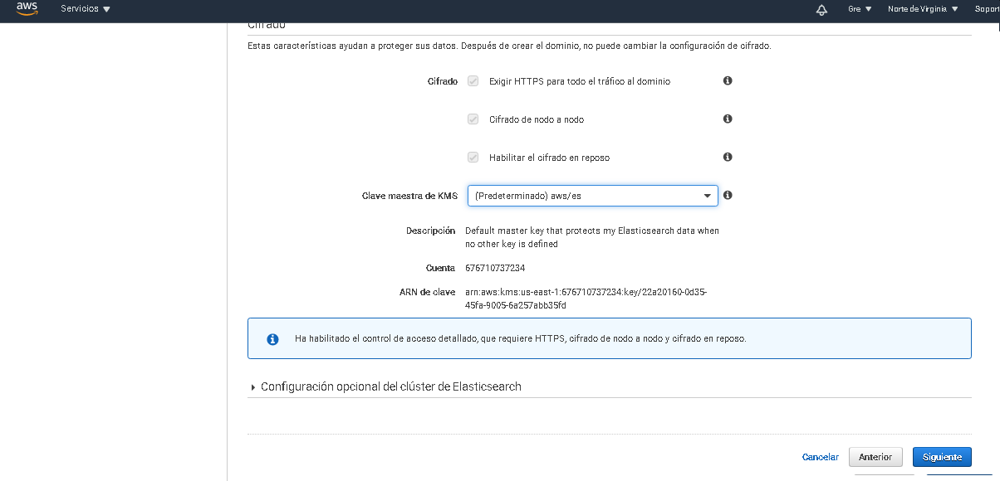 aws Servicios Gre Norte de Virginia Soport
Cifrado
Estas características ayudan a proteger sus datos. Después de crear el dominio, no puede cambiar la configuración de cifrado.
Cifrado Exigir HTTPS para todo el tráfico al dominio
Cifrado de nodo a nodo
Habilitar el cifrado en reposo
Clave maestra de KMS (Predeterminado) aws/es
Descripción Default master key that protects my Elasticsearch data when
no other key is defined
Cuenta 676710737234
ARN de clave arn:aws:kms:us-east-1:676710737234:key/22a20160-0d35-
45fa-9005-6a257abb35fd
Ha habilitado el control de acceso detallado, que requiere HTTPS, cifrado de nodo a nodo y cifrado en reposo.
Configuración opcional del clúster de Elasticsearch
Cancelar Anterior Siguiente